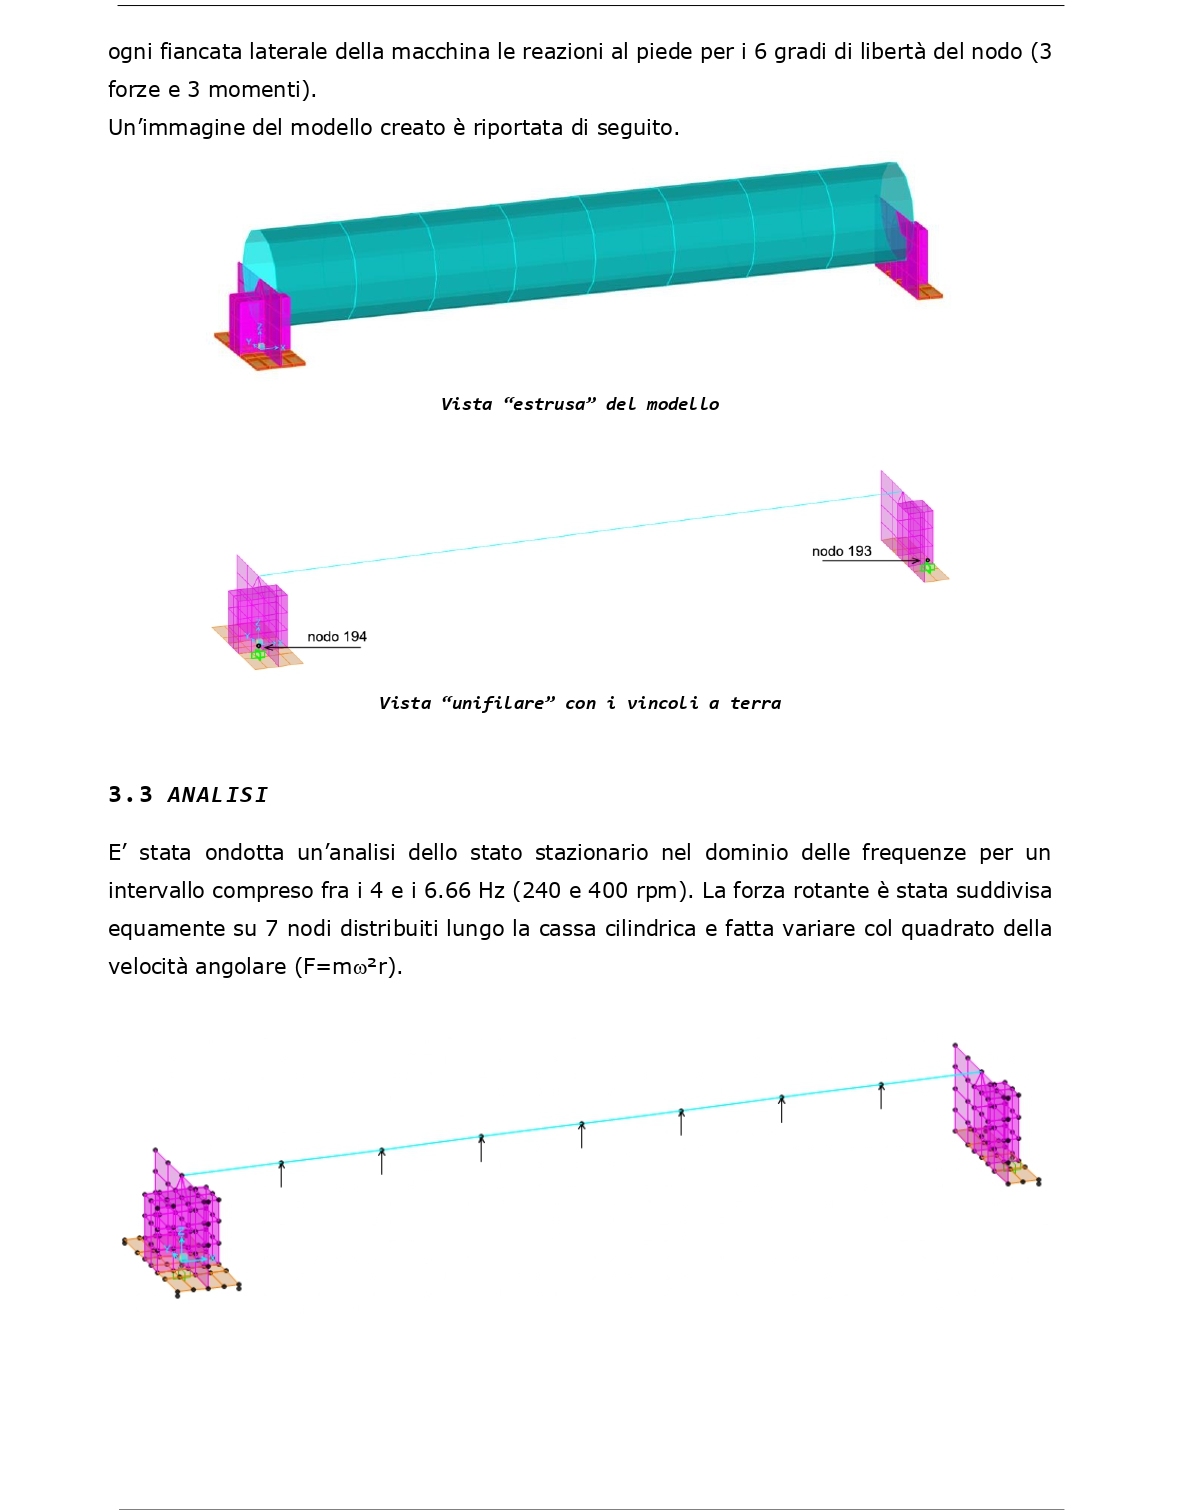 ogni fiancata laterale della macchina le reazioni al piede per i 6 gradi di libertà del nodo (3
forze e 3 momenti).
Un’immagine del modello creato è riportata di seguito.
Z
Y
X
Vista “estrusa” del modello
nodo 193
nodo 194
Vista “unifilare” con i vincoli a terra
3.3 ANALISI
E’ stata ondotta un’analisi dello stato stazionario nel dominio delle frequenze per un
intervallo compreso fra i 4 e i 6.66 Hz (240 e 400 rpm). La forza rotante è stata suddivisa
equamente su 7 nodi distribuiti lungo la cassa cilindrica e fatta variare col quadrato della
velocità angolare (F=mω²r).